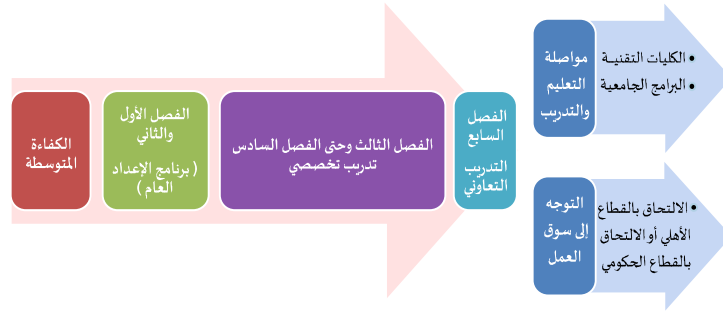 الكفاءة
المتوسطة
الفصل الأول
والثاني
( برنامج الإعداد
العام )
الفصل الثالث وحتى الفصل السادس
تدريب تخصصي
الفصل
السابع
التدريب
التعاوني
مواصلة
التعليم
والتدريب
• الكليات التقنية
• البرامج الجامعية
التوجه
إلى سوق
العمل
• الالتحاق بالقطاع
الأهلي أو الالتحاق
بالقطاع الحكومي